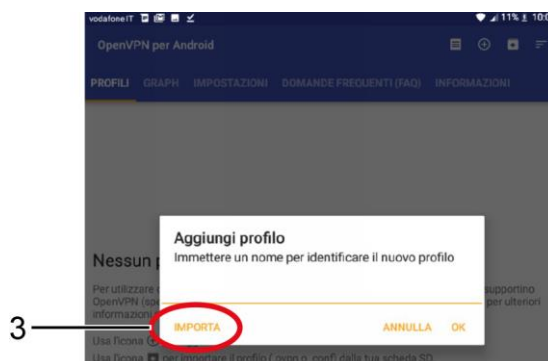 vodafone IT 11% 10:0
OpenVPN per Android
PROFILI GRAPH IMPOSTAZIONI DOMANDE FREQUENTI (FAQ) INFORMAZIONI
Aggiungi profilo
Immettere un nome per identificare il nuovo profilo
Nessun
Per utilizzare supportino
OpenVPN per ulteriori
informazioni
3
IMPORTA ANNULLA OK
Usa l'icona
Usa l'icona per importare il profilo (.ovpn o .conf) dalla tua scheda SD